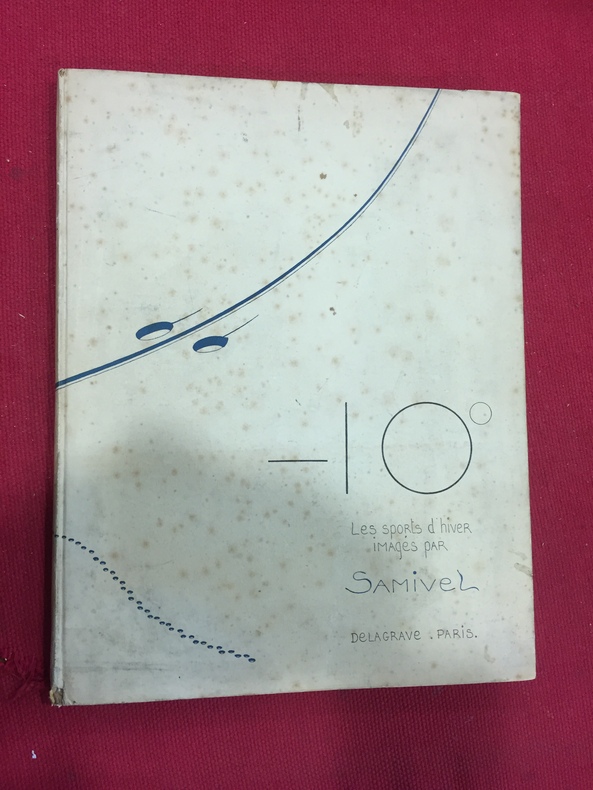 –10°
Les sports d'hiver
images par
SAMIVEL
DELAGRAVE . PARIS.